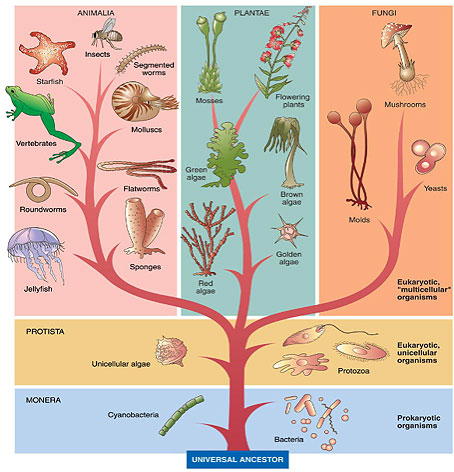 ANIMALIA
PLANTAE
FUNGI
Insects
Starfish
Segmented
worms
Mosses
Flowering
plants
Mushrooms
Vertebrates
Molluscs
Green
algae
Brown
algae
Yeasts
Flatworms
Roundworms
Molds
Golden
algae
Sponges
Jellyfish
Red
algae
Eukaryotic,
"multicellular"
organisms
PROTISTA
Unicellular algae
Protozoa
Eukaryotic,
unicellular
organisms
MONERA
Cyanobacteria
Bacteria
Prokaryotic
organisms
UNIVERSAL ANCESTOR